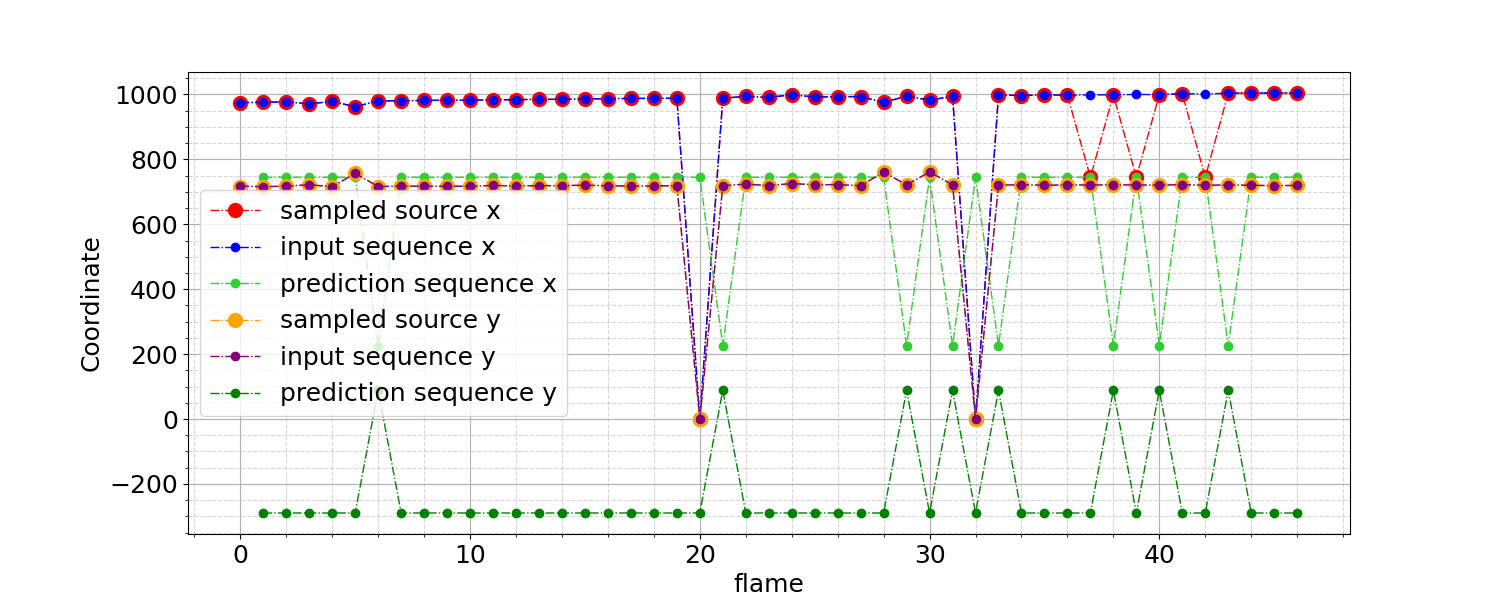 1000
800
600
400
200
0
−200
Coordinate
sampled source x
input sequence x
prediction sequence x
sampled source y
input sequence y
prediction sequence y
0 10 20 30 40
flame